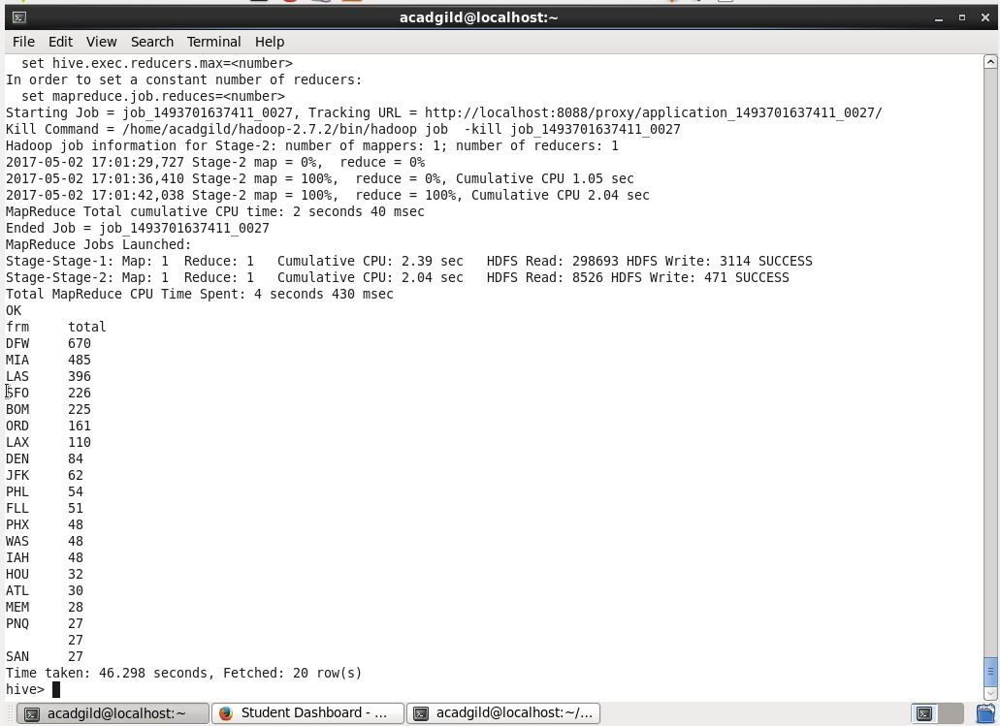 acadgild@localhost:~
File Edit View Search Terminal Help
  set hive.exec.reducers.max=<number>
In order to set a constant number of reducers:
  set mapreduce.job.reduces=<number>
Starting Job = job_1493701637411_0027, Tracking URL = http://localhost:8088/proxy/application_1493701637411_0027/
Kill Command = /home/acadgild/hadoop-2.7.2/bin/hadoop job  -kill job_1493701637411_0027
Hadoop job information for Stage-2: number of mappers: 1; number of reducers: 1
2017-05-02 17:01:29,727 Stage-2 map = 0%,  reduce = 0%
2017-05-02 17:01:36,410 Stage-2 map = 100%,  reduce = 0%, Cumulative CPU 1.05 sec
2017-05-02 17:01:42,038 Stage-2 map = 100%,  reduce = 100%, Cumulative CPU 2.04 sec
MapReduce Total cumulative CPU time: 2 seconds 40 msec
Ended Job = job_1493701637411_0027
MapReduce Jobs Launched:
Stage-Stage-1: Map: 1  Reduce: 1   Cumulative CPU: 2.39 sec   HDFS Read: 298693 HDFS Write: 3114 SUCCESS
Stage-Stage-2: Map: 1  Reduce: 1   Cumulative CPU: 2.04 sec   HDFS Read: 8526 HDFS Write: 471 SUCCESS
Total MapReduce CPU Time Spent: 4 seconds 430 msec
OK
frm     total
DFW     670
MIA     485
LAS     396
SFO     226
BOM     225
ORD     161
LAX     110
DEN     84
JFK     62
PHL     54
FLL     51
PHX     48
WAS     48
IAH     48
HOU     32
ATL     30
MEM     28
PNQ     27
        27
SAN     27
Time taken: 46.298 seconds, Fetched: 20 row(s)
hive>
acadgild@localhost:~ Student Dashboard - ... acadgild@localhost:~/...